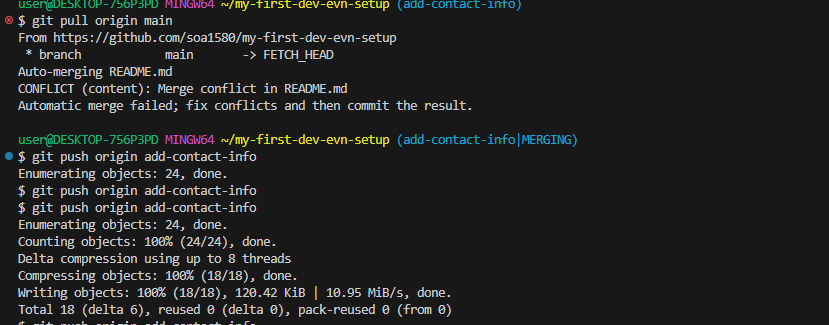 user@DESKTOP-756P3PD MINGW64 ~/my-first-dev-evn-setup (add-contact-info)
$ git pull origin main
From https://github.com/soa1580/my-first-dev-evn-setup
* branch main -> FETCH_HEAD
Auto-merging README.md
CONFLICT (content): Merge conflict in README.md
Automatic merge failed; fix conflicts and then commit the result.
user@DESKTOP-756P3PD MINGW64 ~/my-first-dev-evn-setup (add-contact-info|MERGING)
$ git push origin add-contact-info
Enumerating objects: 24, done.
$ git push origin add-contact-info
$ git push origin add-contact-info
Enumerating objects: 24, done.
Counting objects: 100% (24/24), done.
Delta compression using up to 8 threads
Compressing objects: 100% (18/18), done.
Writing objects: 100% (18/18), 120.42 KiB | 10.95 MiB/s, done.
Total 18 (delta 6), reused 0 (delta 0), pack-reused 0 (from 0)
$ git push origin add-contact-info